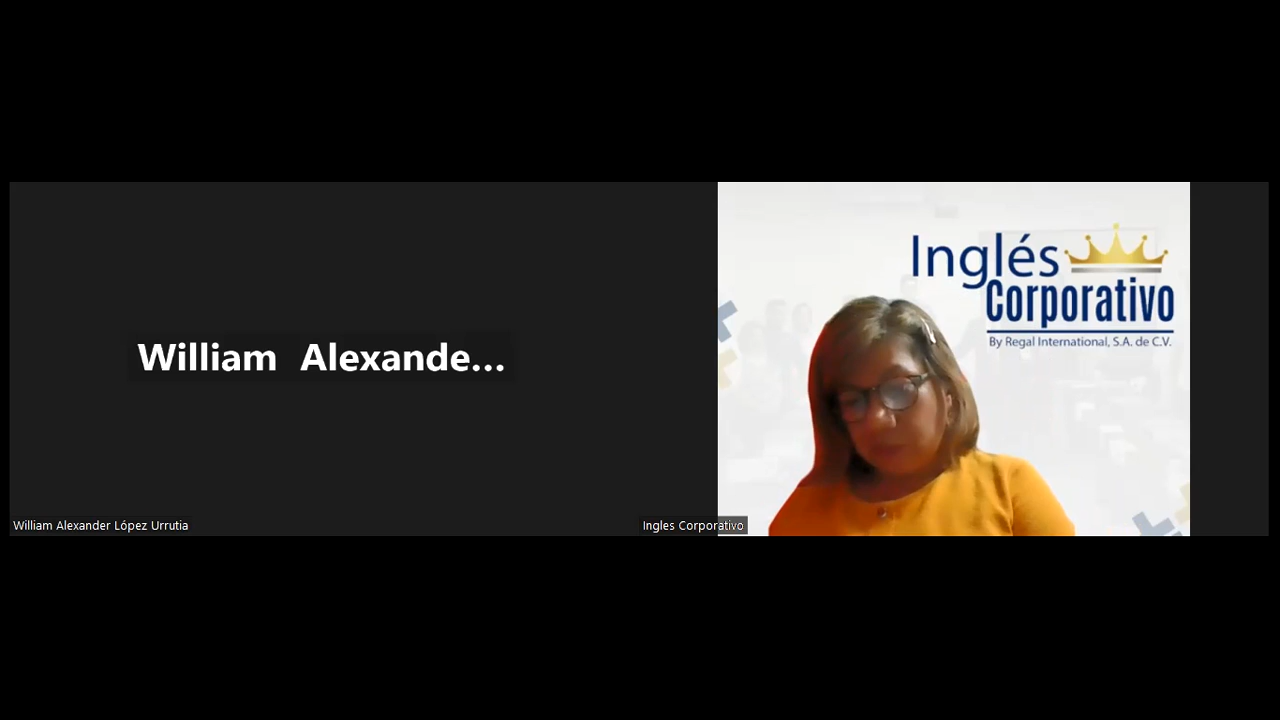 William Alexande...
William Alexander López Urrutia
Inglés
Corporativo
By Regal International, S.A. de C.V.
Ingles Corporativo